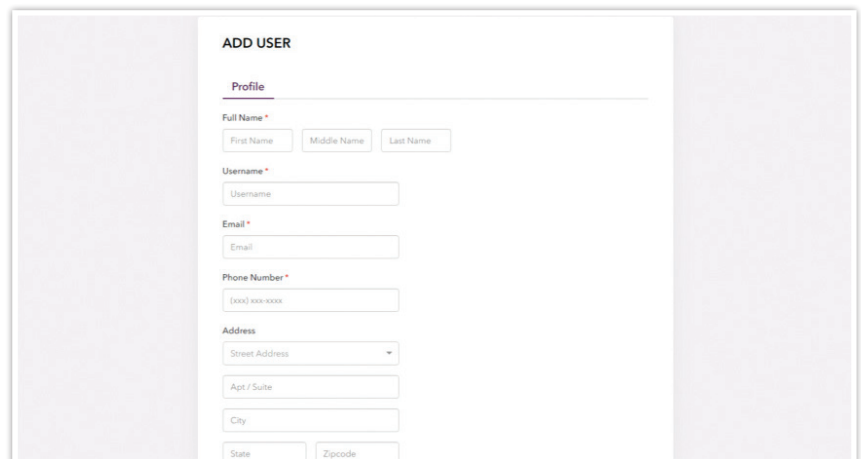 ADD USER
Profile
Full Name *
First Name Middle Name Last Name
Username *
Username
Email *
Email
Phone Number *
(xxx) xxx-xxxx
Address
Street Address
Apt / Suite
City
State Zipcode